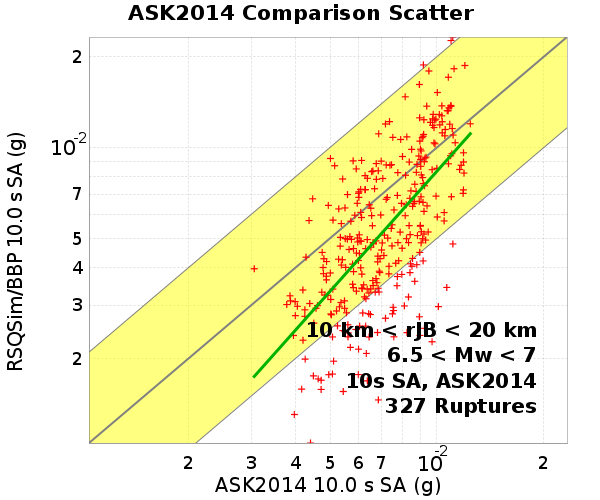 ASK2014 Comparison Scatter
RSQSim/BBP 10.0 s SA (g)
2
10-2
7
5
4
3
2
10 km < rJB < 20 km
6.5 < Mw < 7
10s SA, ASK2014
327 Ruptures
2 3 4 5 6 7 10-2 2
ASK2014 10.0 s SA (g)